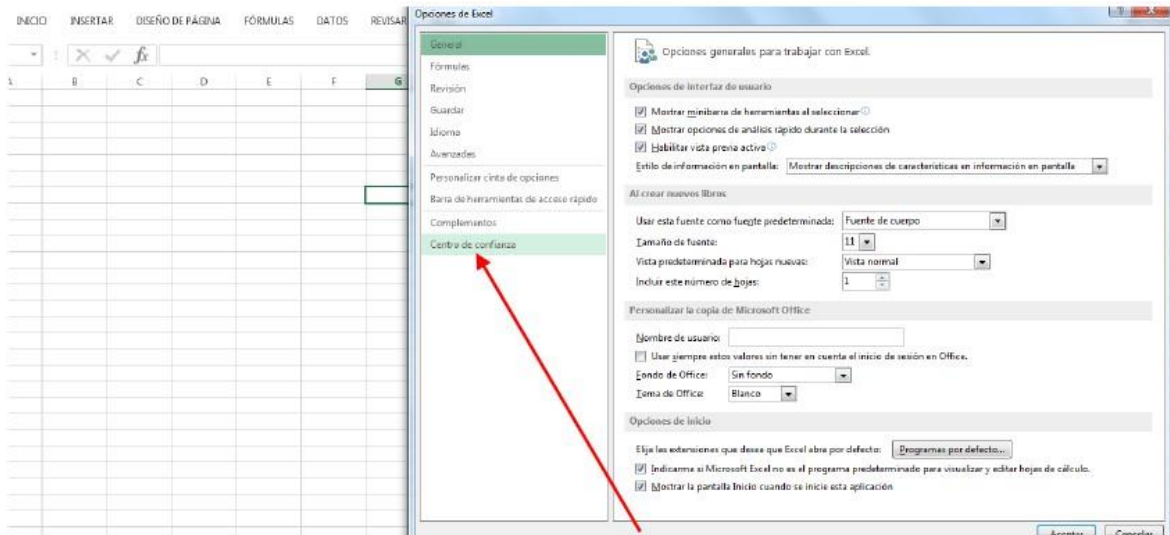 INICIO INSERTAR DISEÑO DE PÁGINA FÓRMULAS DATOS REVISAR
fx
B C D E F G
Opciones de Excel
General
Fórmulas
Revisión
Guardar
Idioma
Avanzadas
Personalizar cinta de opciones
Barra de herramientas de acceso rápido
Complementos
Centro de confianza
Opciones generales para trabajar con Excel.
Opciones de interfaz de usuario
Mostrar minibarra de herramientas al seleccionar
Mostrar opciones de análisis rápido durante la selección
Habilitar vista previa activa
Estilo de información en pantalla: Mostrar descripciones de características en información en pantalla
Al crear nuevos libros
Usar esta fuente como fuente predeterminada: Fuente de cuerpo
Tamaño de fuente: 11
Vista predeterminada para hojas nuevas: Vista normal
Incluir este número de hojas: 1
Personalizar la copia de Microsoft Office
Nombre de usuario:
Usar siempre estos valores sin tener en cuenta el inicio de sesión en Office.
Fondo de Office: Sin fondo
Tema de Office: Blanco
Opciones de inicio
Elija las extensiones que desea que Excel abra por defecto: Programas por defecto...
Indicarme si Microsoft Excel no es el programa predeterminado para visualizar y editar hojas de cálculo.
Mostrar la pantalla Inicio cuando se inicie esta aplicación
Aceptar Cancelar